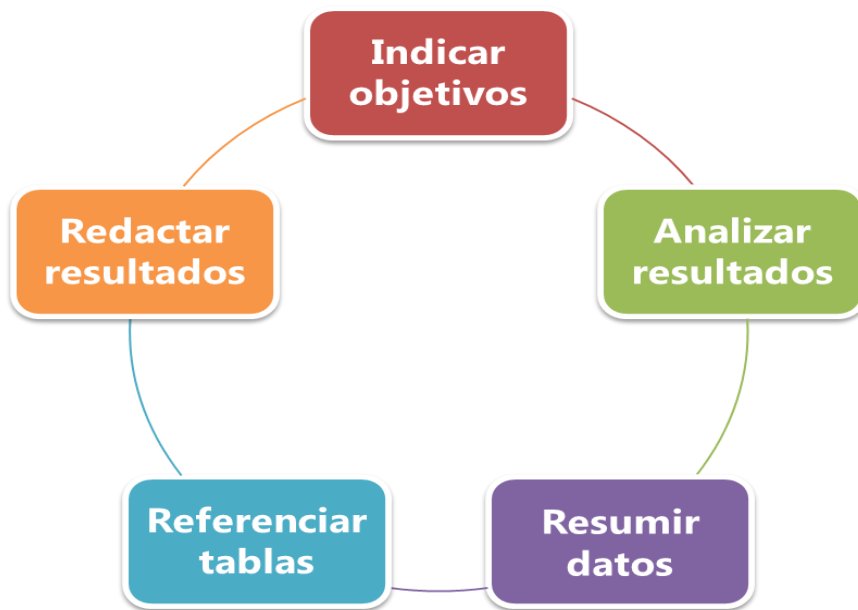 Indicar
objetivos
Analizar
resultados
Resumir
datos
Referenciar
tablas
Redactar
resultados